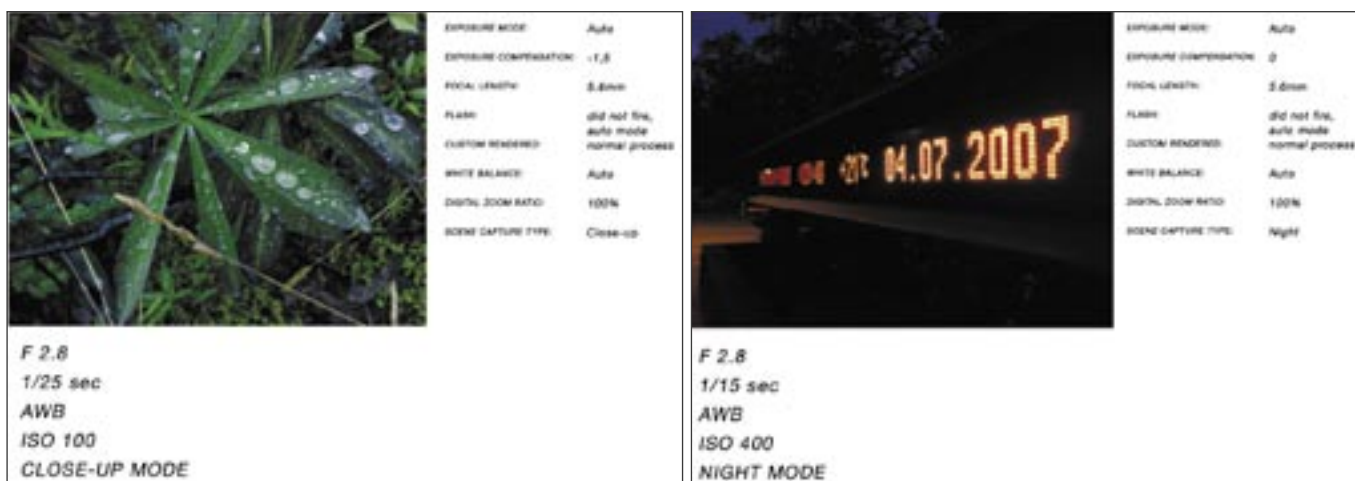 EXPOSURE MODE: Auto
EXPOSURE COMPENSATION: -1,5
FOCAL LENGTH: 5.6mm
FLASH: did not fire,
auto mode
CUSTOM RENDERED: normal process
WHITE BALANCE: Auto
DIGITAL ZOOM RATIO: 100%
SCENE CAPTURE TYPE: Close-up
F 2.8
1/25 sec
AWB
ISO 100
CLOSE-UP MODE
04.07.2007
EXPOSURE MODE: Auto
EXPOSURE COMPENSATION: 0
FOCAL LENGTH: 5.6mm
FLASH: did not fire,
auto mode
CUSTOM RENDERED: normal process
WHITE BALANCE: Auto
DIGITAL ZOOM RATIO: 100%
SCENE CAPTURE TYPE: Night
F 2.8
1/15 sec
AWB
ISO 400
NIGHT MODE